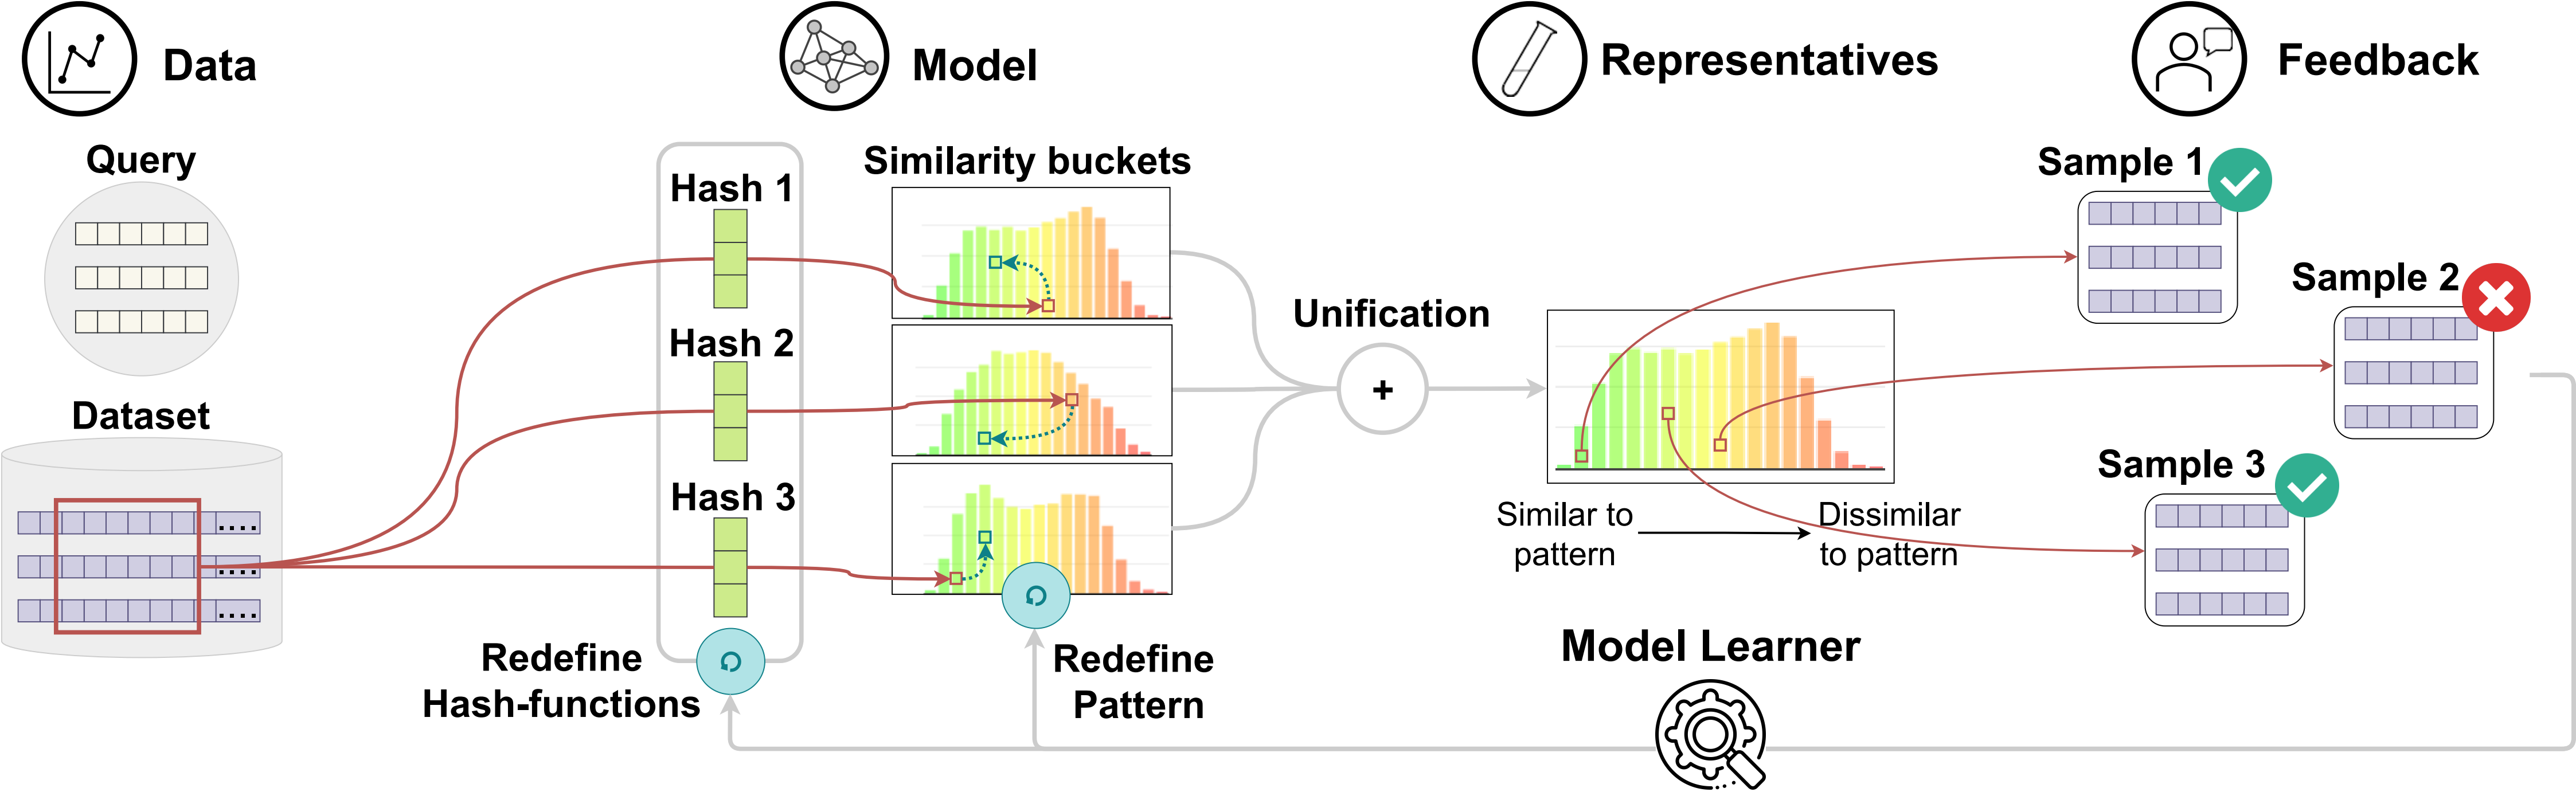 Data
Model
Representatives
Feedback
Query
Dataset
....
....
....
Hash 1
Hash 2
Hash 3
Redefine
Hash-functions
Similarity buckets
Redefine
Pattern
Unification
+
Similar to
pattern
Dissimilar
to pattern
Model Learner
Sample 1
Sample 2
Sample 3